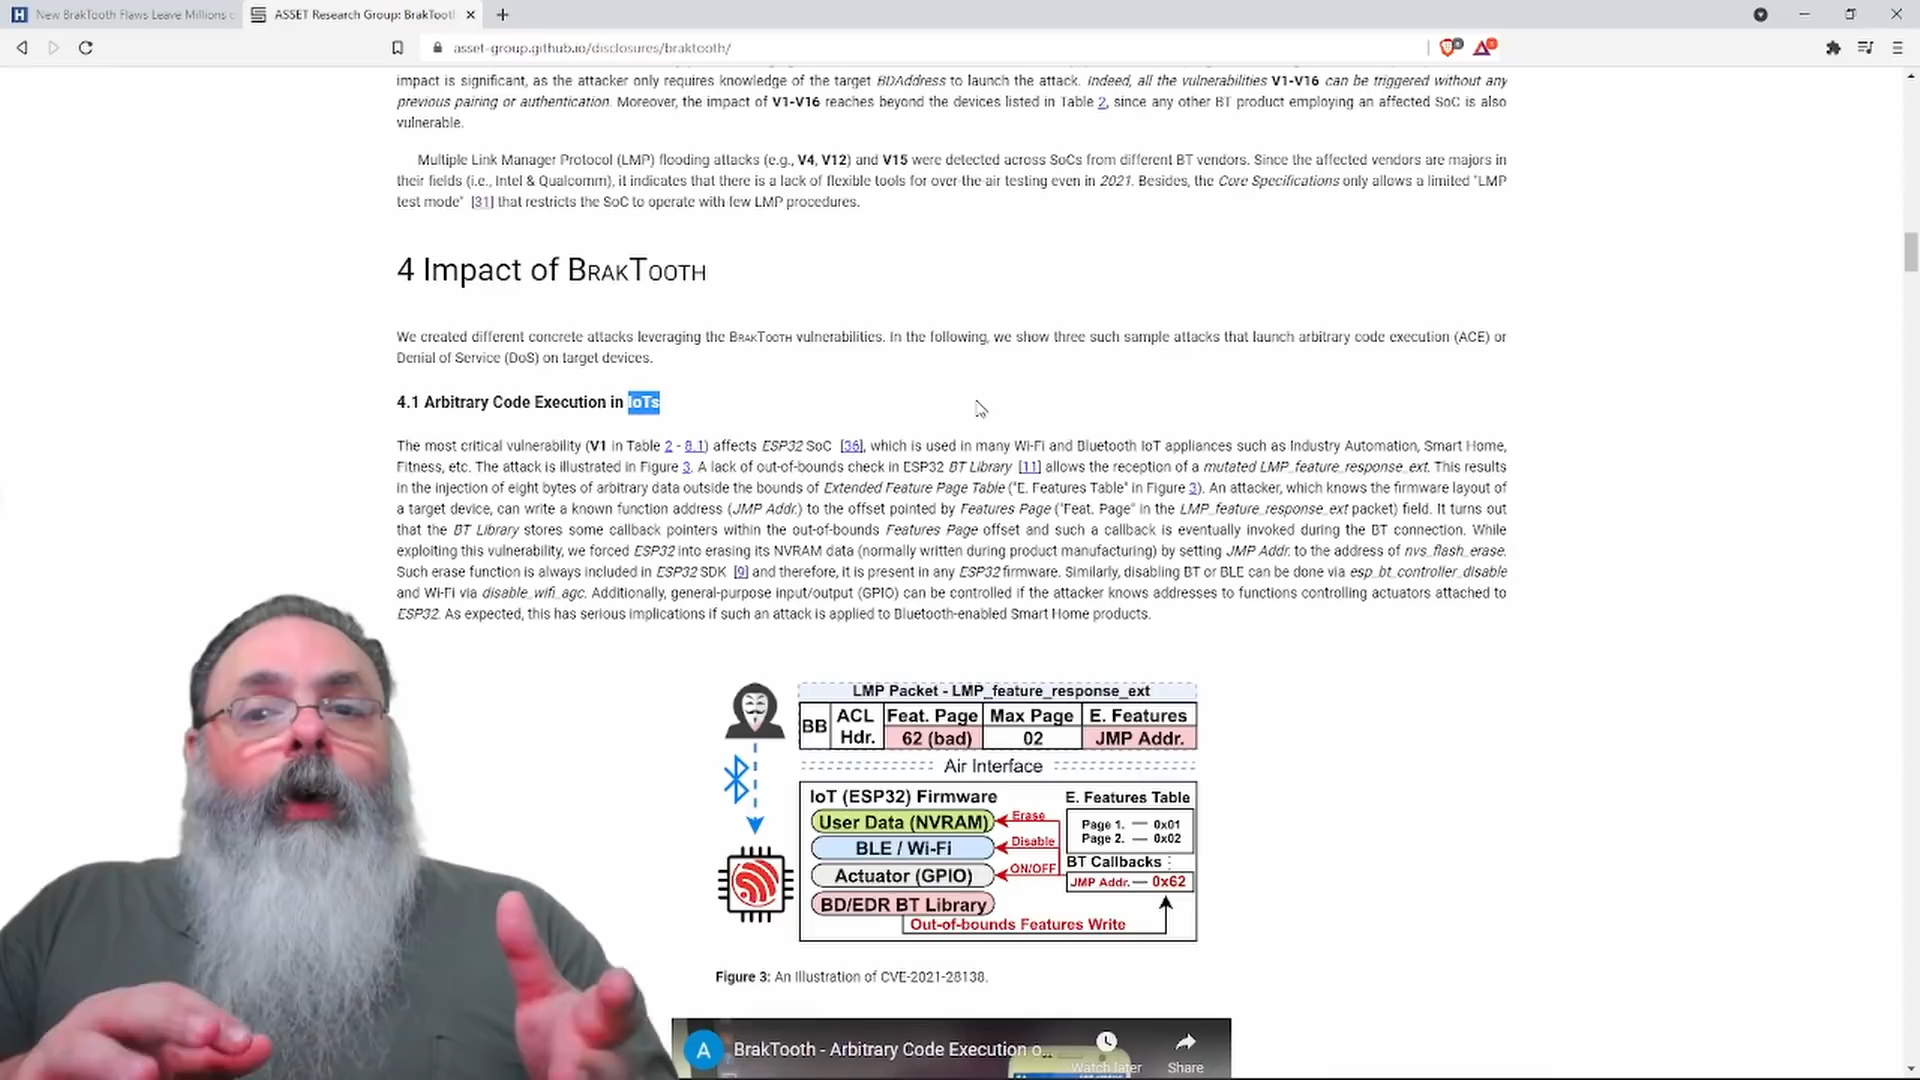 New BrakTooth Flaws Leave Millions
ASSET Research Group: BrakToot
asset-group.github.io/disclosures/braktooth/
impact is significant, as the attacker only requires knowledge of the target BDAddress to launch the attack. Indeed, all the vulnerabilities V1-V16 can be triggered without any
previous pairing or authentication. Moreover, the impact of V1-V16 reaches beyond the devices listed in Table 2, since any other BT product employing an affected SoC is also
vulnerable.
Multiple Link Manager Protocol (LMP) flooding attacks (e.g., V4, V12) and V15 were detected across SoCs from different BT vendors. Since the affected vendors are majors in
their fields (i.e., Intel & Qualcomm), it indicates that there is a lack of flexible tools for over-the-air testing even in 2021. Besides, the Core Specifications only allows a limited "LMP
test mode" [31] that restricts the SoC to operate with few LMP procedures.
4 Impact of BRAKTOOTH
We created different concrete attacks leveraging the BRAKTOOTH vulnerabilities. In the following, we show three such sample attacks that launch arbitrary code execution (ACE) or
Denial of Service (DoS) on target devices.
4.1 Arbitrary Code Execution in IoTs
The most critical vulnerability (V1 in Table 2 - 8.1) affects ESP32 SoC [36], which is used in many Wi-Fi and Bluetooth IoT appliances such as Industry Automation, Smart Home,
Fitness, etc. The attack is illustrated in Figure 3. A lack of out-of-bounds check in ESP32 BT Library [11] allows the reception of a mutated LMP_feature_response_ext. This results
in the injection of eight bytes of arbitrary data outside the bounds of Extended Feature Page Table ("E. Features Table" in Figure 3). An attacker, which knows the firmware layout of
a target device, can write a known function address (JMP Addr.) to the offset pointed by Features Page ("Feat. Page" in the LMP_feature_response_ext packet) field. It turns out
that the BT Library stores some callback pointers within the out-of-bounds Features Page offset and such a callback is eventually invoked during the BT connection. While
exploiting this vulnerability, we forced ESP32 into erasing its NVRAM data (normally written during product manufacturing) by setting JMP Addr. to the address of nvs_flash_erase.
Such erase function is always included in ESP32 SDK [9] and therefore, it is present in any ESP32 firmware. Similarly, disabling BT or BLE can be done via esp_bt_controller_disable
and Wi-Fi via disable_wifi_agc. Additionally, general-purpose input/output (GPIO) can be controlled if the attacker knows addresses to functions controlling actuators attached to
ESP32. As expected, this has serious implications if such an attack is applied to Bluetooth-enabled Smart Home products.
LMP Packet - LMP_feature_response_ext
BB ACL Hdr. Feat. Page Max Page E. Features
62 (bad) 02 JMP Addr.
Air Interface
IoT (ESP32) Firmware E. Features Table
User Data (NVRAM) Erase Page 1. — 0x01
Page 2. — 0x02
BLE / Wi-Fi Disable
BT Callbacks
Actuator (GPIO) ON/OFF JMP Addr.— 0x62
BD/EDR BT Library
Out-of-bounds Features Write
Figure 3: An Illustration of CVE-2021-28138.
A BrakTooth - Arbitrary Code Execution o...
Watch later Share